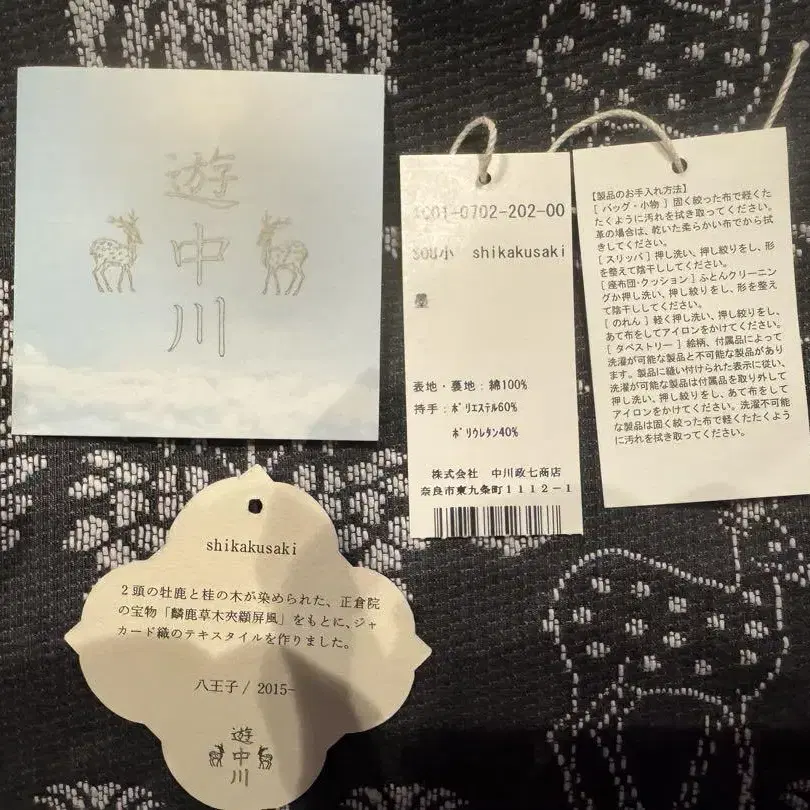 遊
中
川
4C01-0702-202-00
SOU小 shikakusaki
墨
表地・裏地：綿100%
持手：ﾎﾟﾘｴｽﾃﾙ60%
ﾎﾟﾘｳﾚﾀﾝ40%
株式会社 中川政七商店
奈良市東九条町１１１２−１
【製品のお手入れ方法】
［バッグ・小物］固く絞った布で軽くた
たくように汚れを拭き取ってください。
革の場合は、乾いた柔らかい布でから拭
きしてください。
［スリッパ］押し洗い、押し絞りをし、形
を整えて陰干ししてください。
［座布団・クッション］ふとんクリーニン
グか押し洗い、押し絞りをし、形を整え
て陰干ししてください。
［のれん］軽く押し洗い、押し絞りをし、
あて布をしてアイロンをかけてください。
［タペストリー］絵柄、付属品によって
洗濯が可能な製品と不可能な製品があり
ます。製品に縫い付けられた表示に従い、
洗濯が可能な製品は付属品を取り外して
押し洗い、押し絞りをし、あて布をして
アイロンをかけてください。洗濯不可能
な製品は固く絞った布で軽くたたくよう
に汚れを拭き取ってください。
shikakusaki
２頭の牡鹿と桂の木が染められた、正倉院
の宝物「麟鹿草木夾纈屏風」をもとに、ジャ
カード織のテキスタイルを作りました。
八王子 / 2015-
遊
中
川